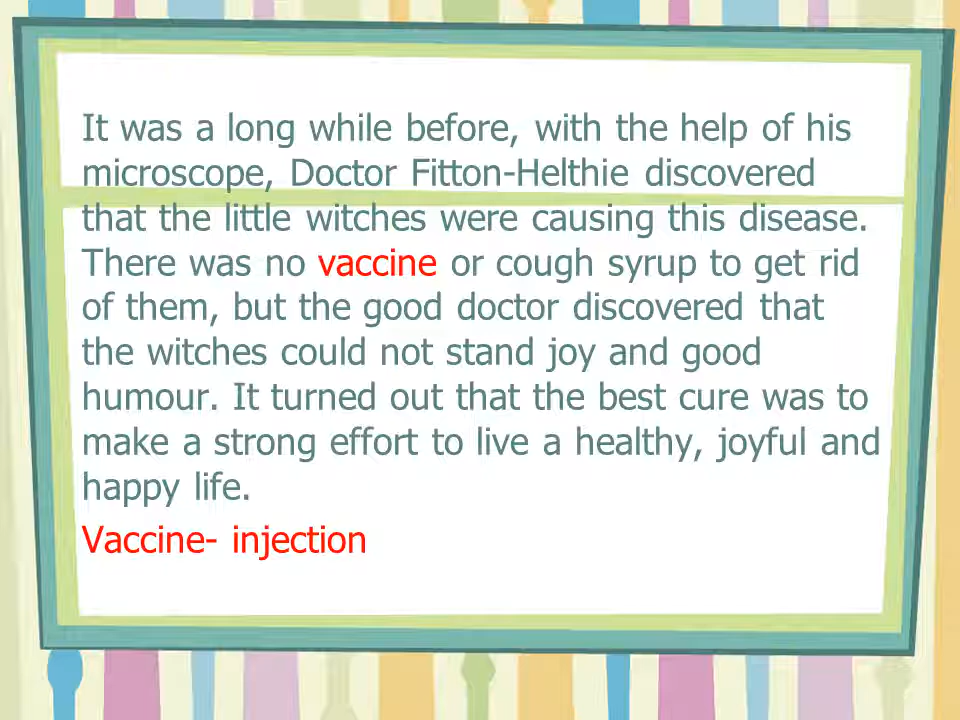 It was a long while before, with the help of his
microscope, Doctor Fitton-Helthie discovered
that the little witches were causing this disease.
There was no vaccine or cough syrup to get rid
of them, but the good doctor discovered that
the witches could not stand joy and good
humour. It turned out that the best cure was to
make a strong effort to live a healthy, joyful and
happy life.
Vaccine- injection